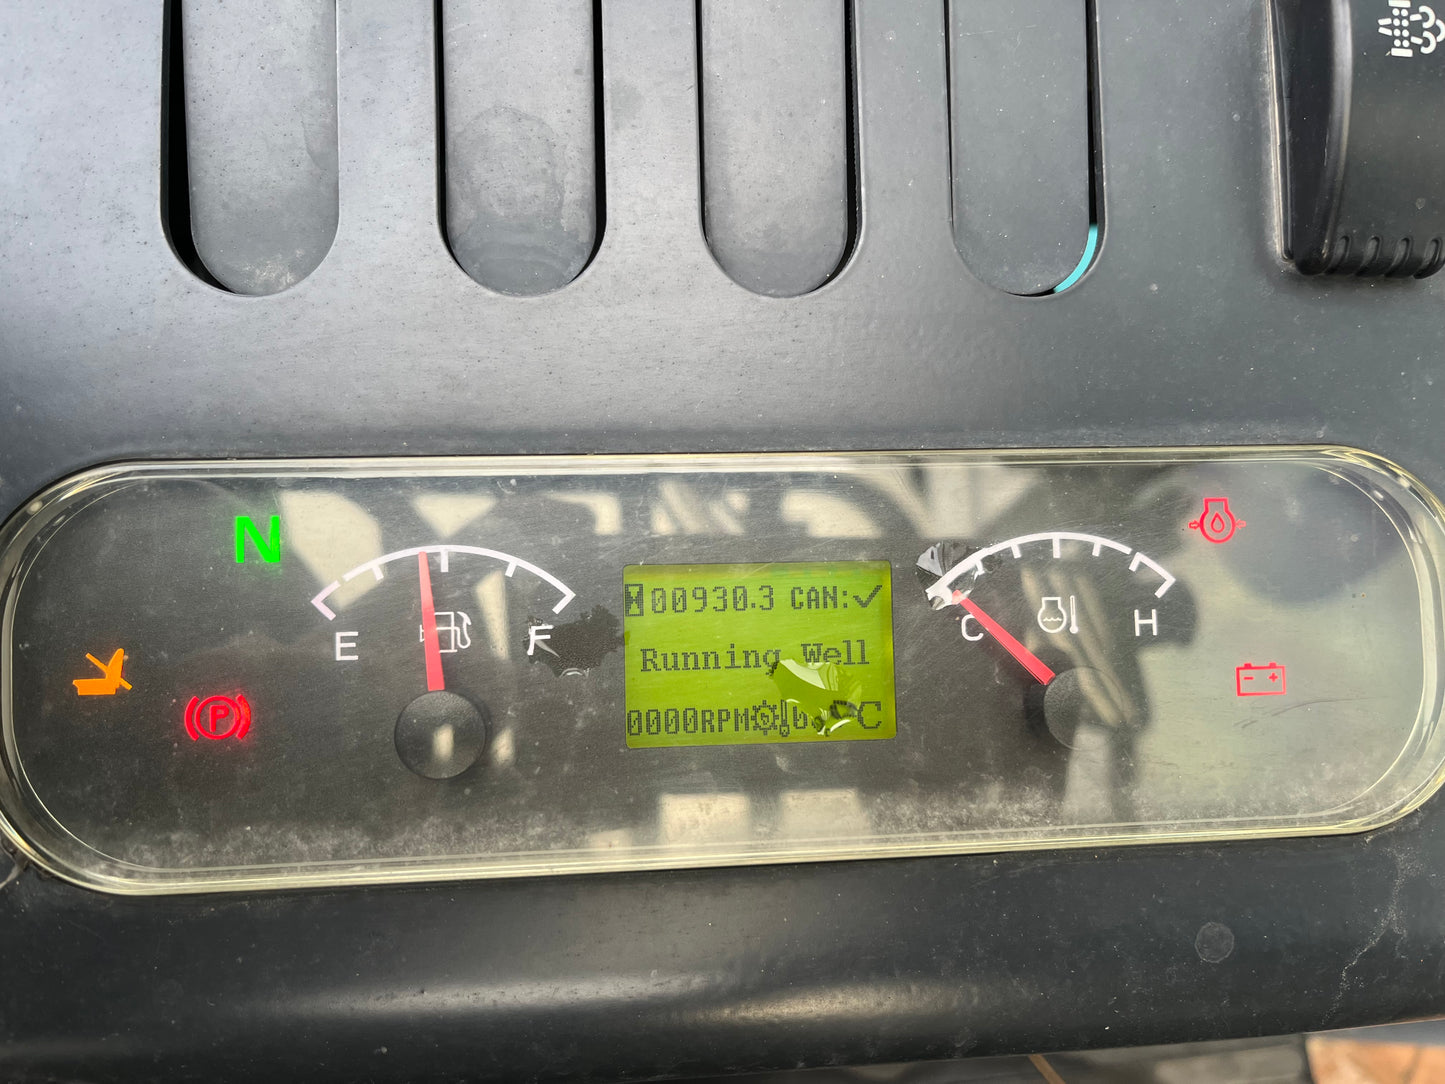 N
E
F
00930.3 CAN:✓
Running Well
0000RPM
°C
C
H
P